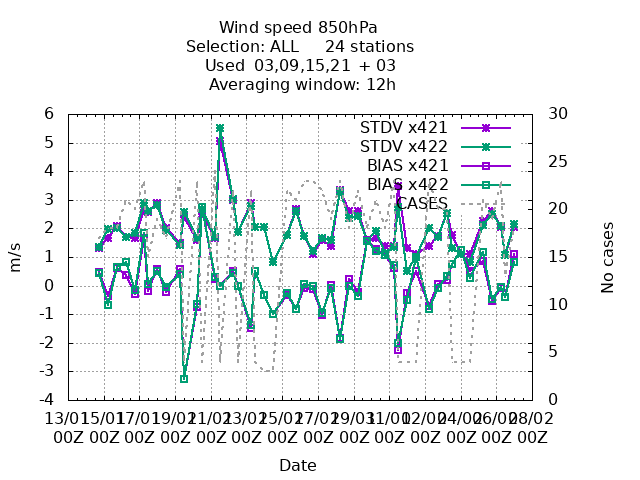 Wind speed 850hPa
Selection: ALL 24 stations
Used 03,09,15,21 + 03
Averaging window: 12h
6
5
4
3
2
1
0
-1
-2
-3
-4
m/s
30
25
20
15
10
5
0
No cases
STDV x421
STDV x422
BIAS x421
BIAS x422
CASES
13/01 15/01 17/01 19/01 21/01 23/01 25/01 27/01 29/01 31/01 02/02 04/02 06/02 08/02
00Z 00Z 00Z 00Z 00Z 00Z 00Z 00Z 00Z 00Z 00Z 00Z 00Z 00Z
Date